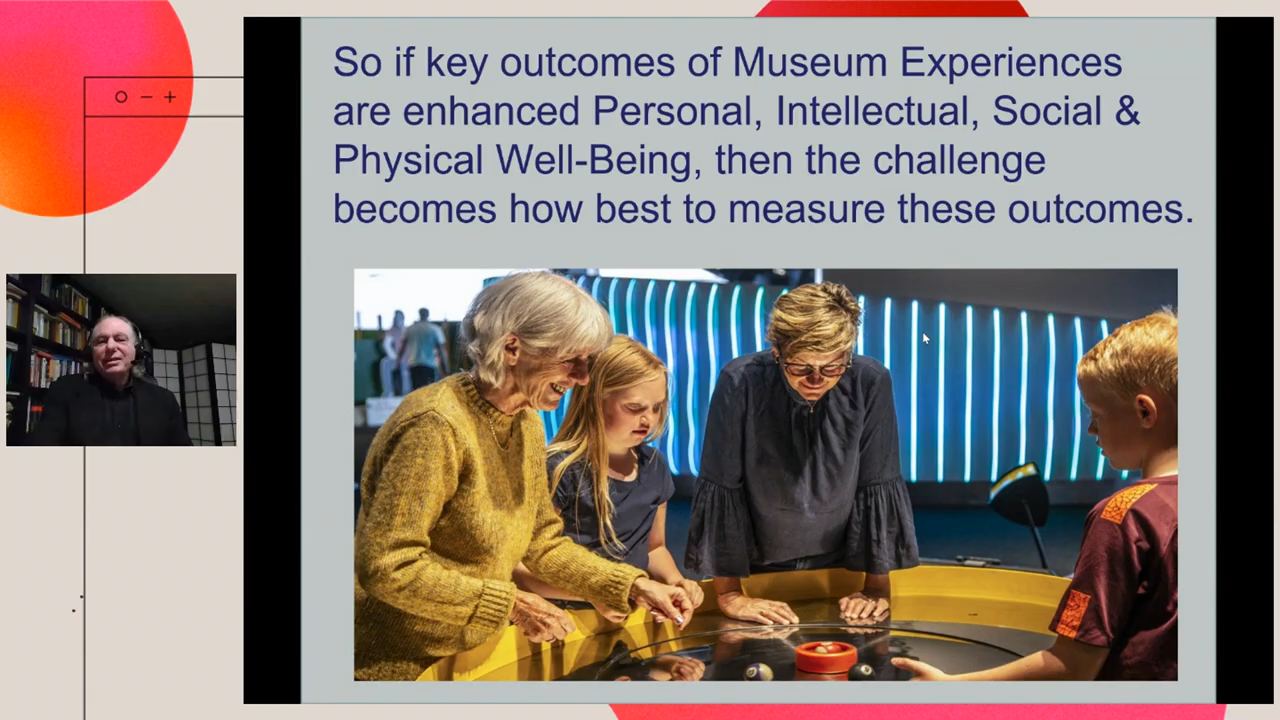 So if key outcomes of Museum Experiences
are enhanced Personal, Intellectual, Social &
Physical Well-Being, then the challenge
becomes how best to measure these outcomes.